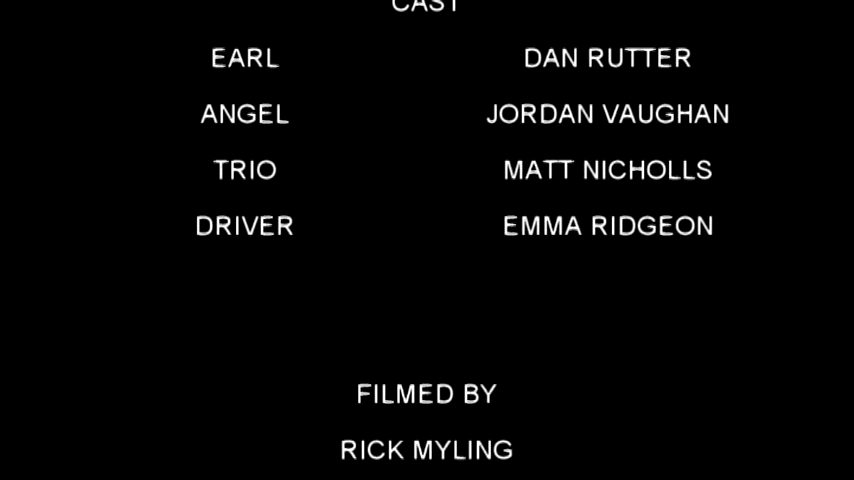 CAST
EARL DAN RUTTER
ANGEL JORDAN VAUGHAN
TRIO MATT NICHOLLS
DRIVER EMMA RIDGEON
FILMED BY
RICK MYLING